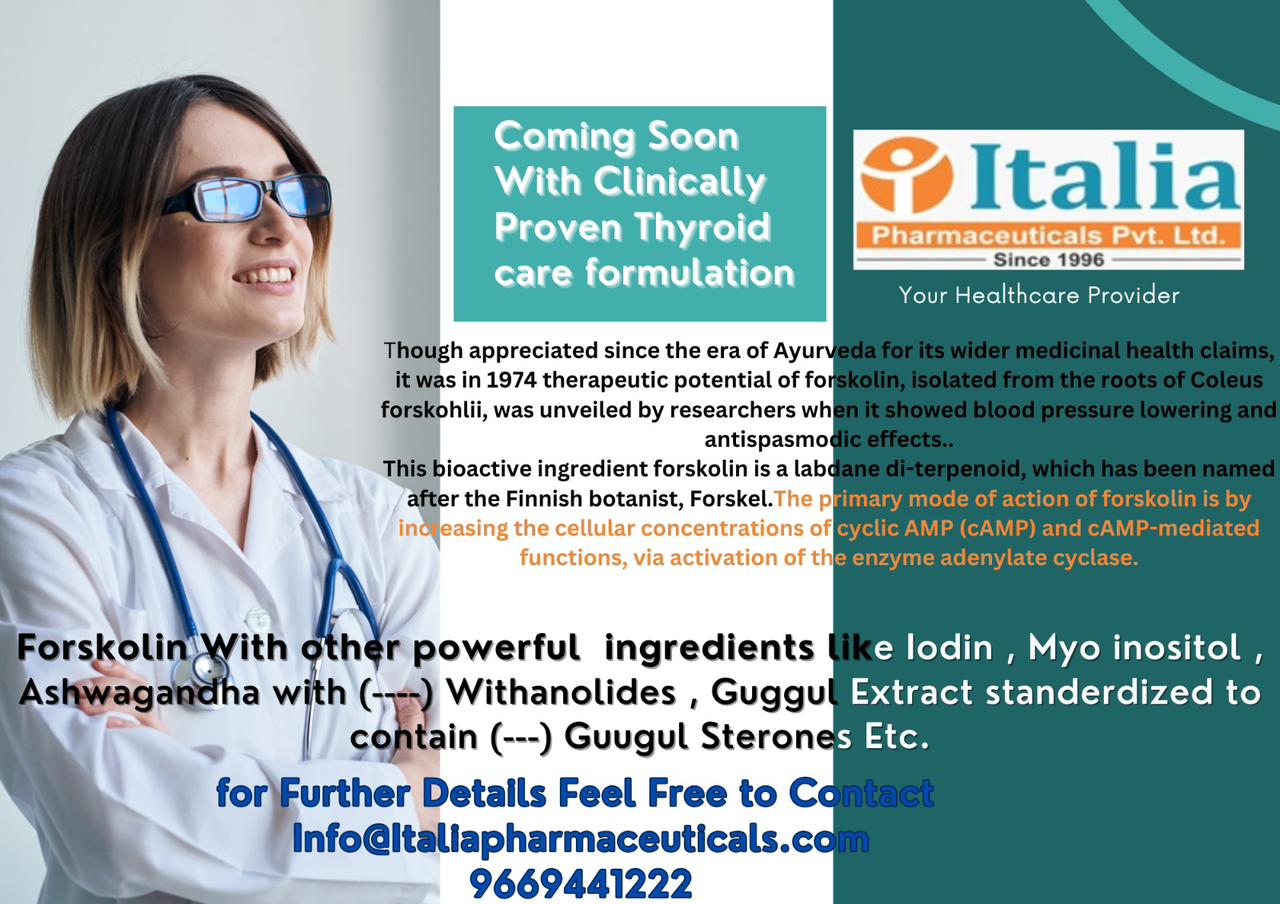 Coming Soon
With Clinically
Proven Thyroid
care formulation
Italia
Pharmaceuticals Pvt. Ltd.
Since 1996
Your Healthcare Provider
Though appreciated since the era of Ayurveda for its wider medicinal health claims,
it was in 1974 therapeutic potential of forskolin, isolated from the roots of Coleus
forskohlii, was unveiled by researchers when it showed blood pressure lowering and
antispasmodic effects..
This bioactive ingredient forskolin is a labdane di-terpenoid, which has been named
after the Finnish botanist, Forskel.The primary mode of action of forskolin is by
increasing the cellular concentrations of cyclic AMP (cAMP) and cAMP-mediated
functions, via activation of the enzyme adenylate cyclase.
Forskolin With other powerful ingredients like Iodin , Myo inositol ,
Ashwagandha with (----) Withanolides , Guggul Extract standerdized to
contain (---) Guugul Sterones Etc.
for Further Details Feel Free to Contact
Info@Italiapharmaceuticals.com
9669441222